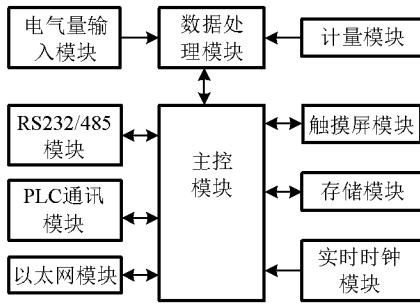 电气量输
入模块
数据处
理模块
计量模块
RS232/485
模块
主控
模块
触摸屏模块
PLC通讯
模块
存储模块
以太网模块
实时时钟
模块